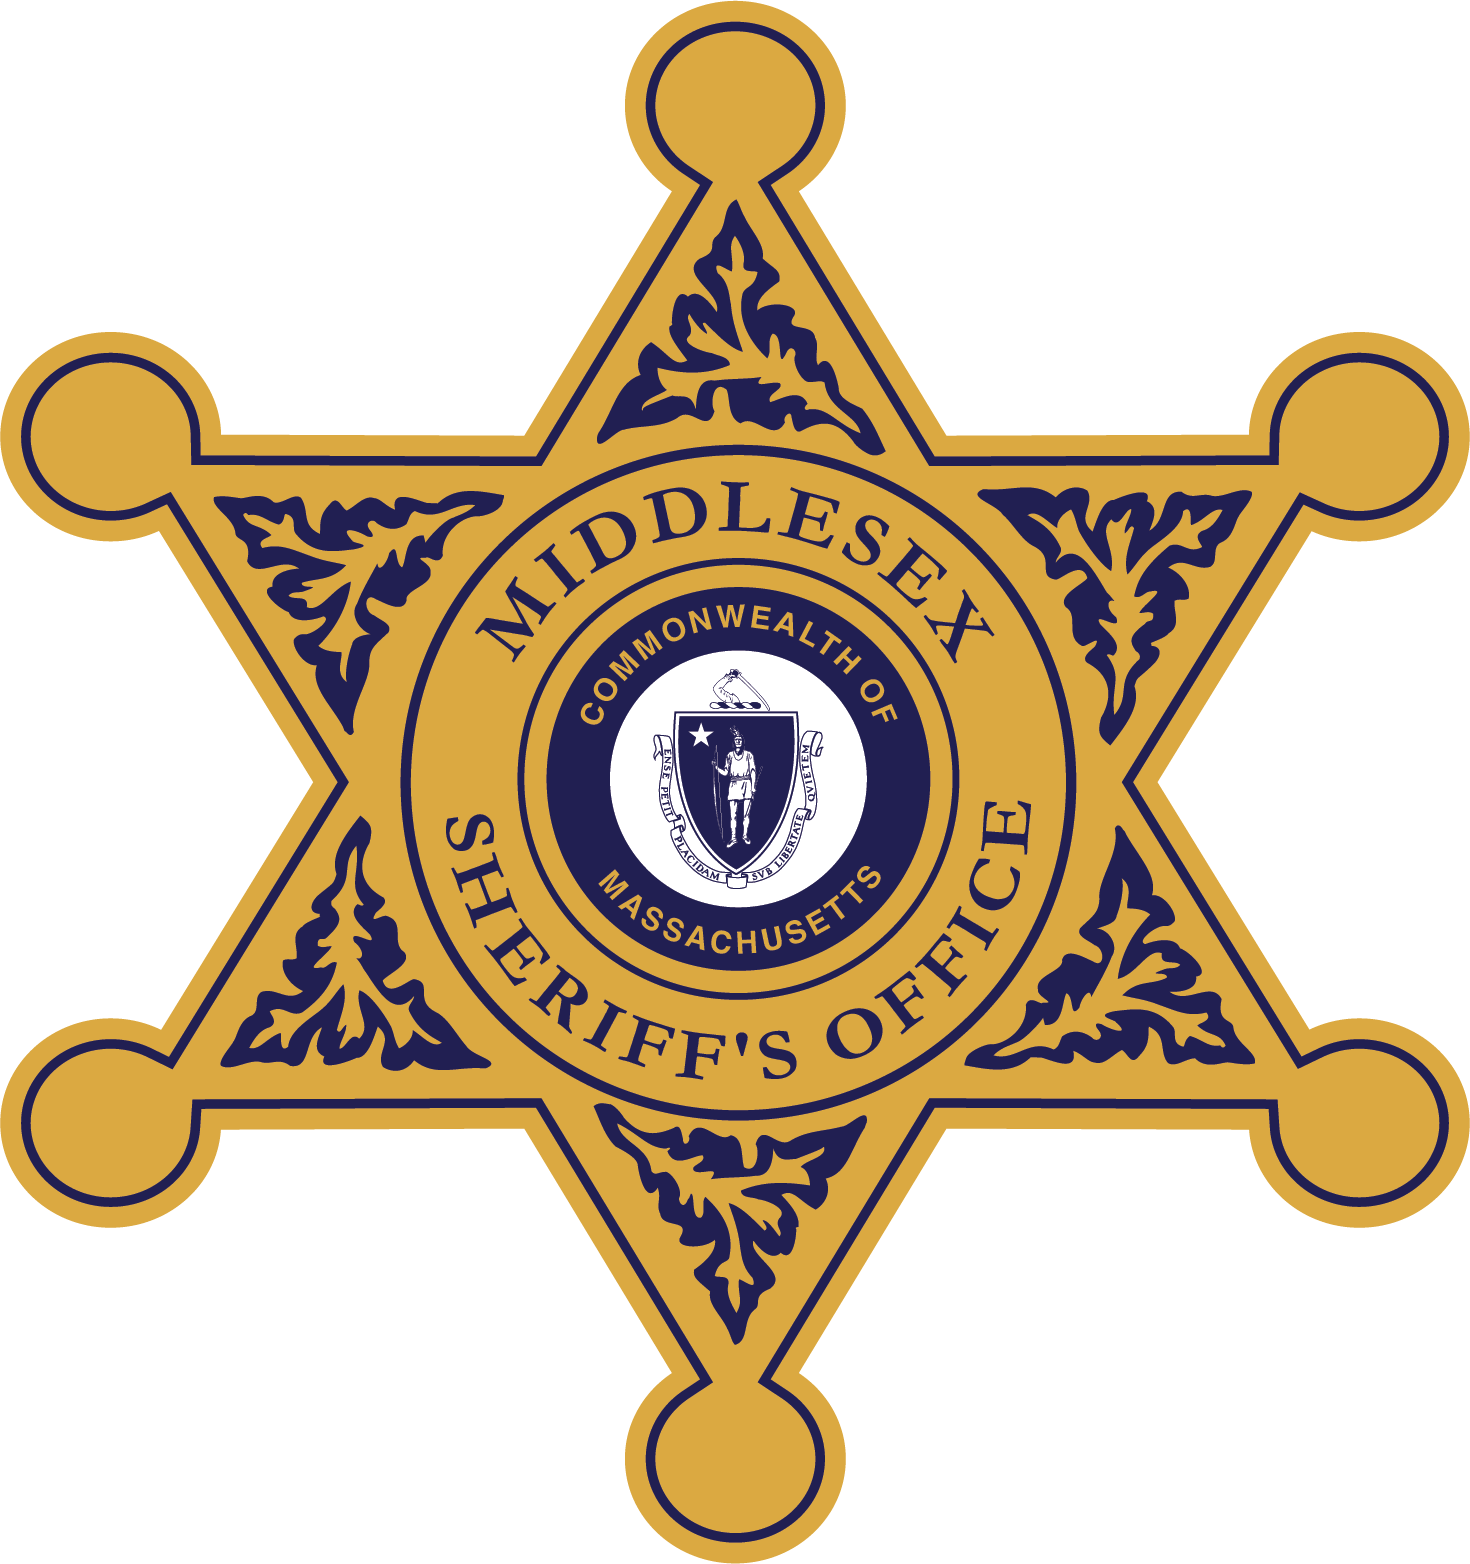 MIDDLESEX
COMMONWEALTH OF
ENSE PETIT PLACIDAM SVB LIBERTATE QVIETEM
MASSACHUSETTS
SHERIFF'S OFFICE